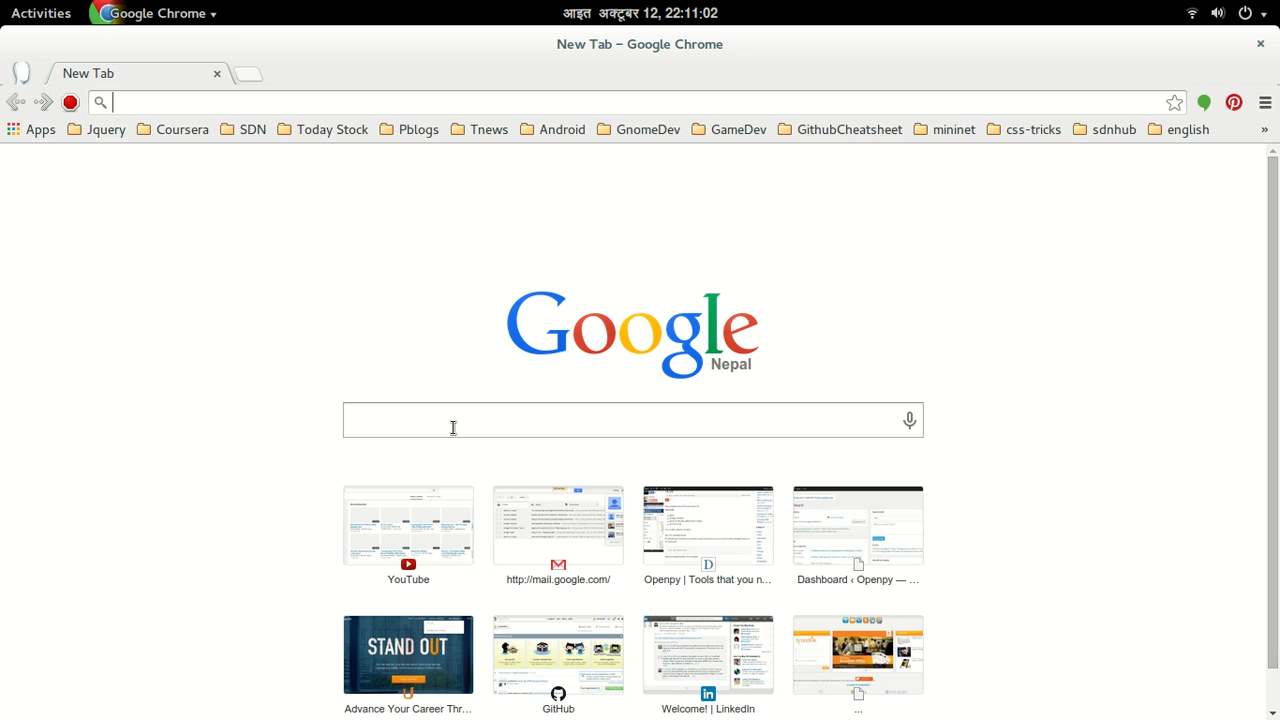 Activities Google Chrome ▾ आइत अक्टूबर 12, 22:11:02
New Tab – Google Chrome
New Tab
Apps Jquery Coursera SDN Today Stock Pblogs Tnews Android GnomeDev GameDev GithubCheatsheet mininet css-tricks sdnhub english »
Google
Nepal
YouTube http://mail.google.com/ Openpy | Tools that you n... Dashboard ‹ Openpy — ...
STAND OUT
Advance Your Career Thr... GitHub Welcome! | LinkedIn ...